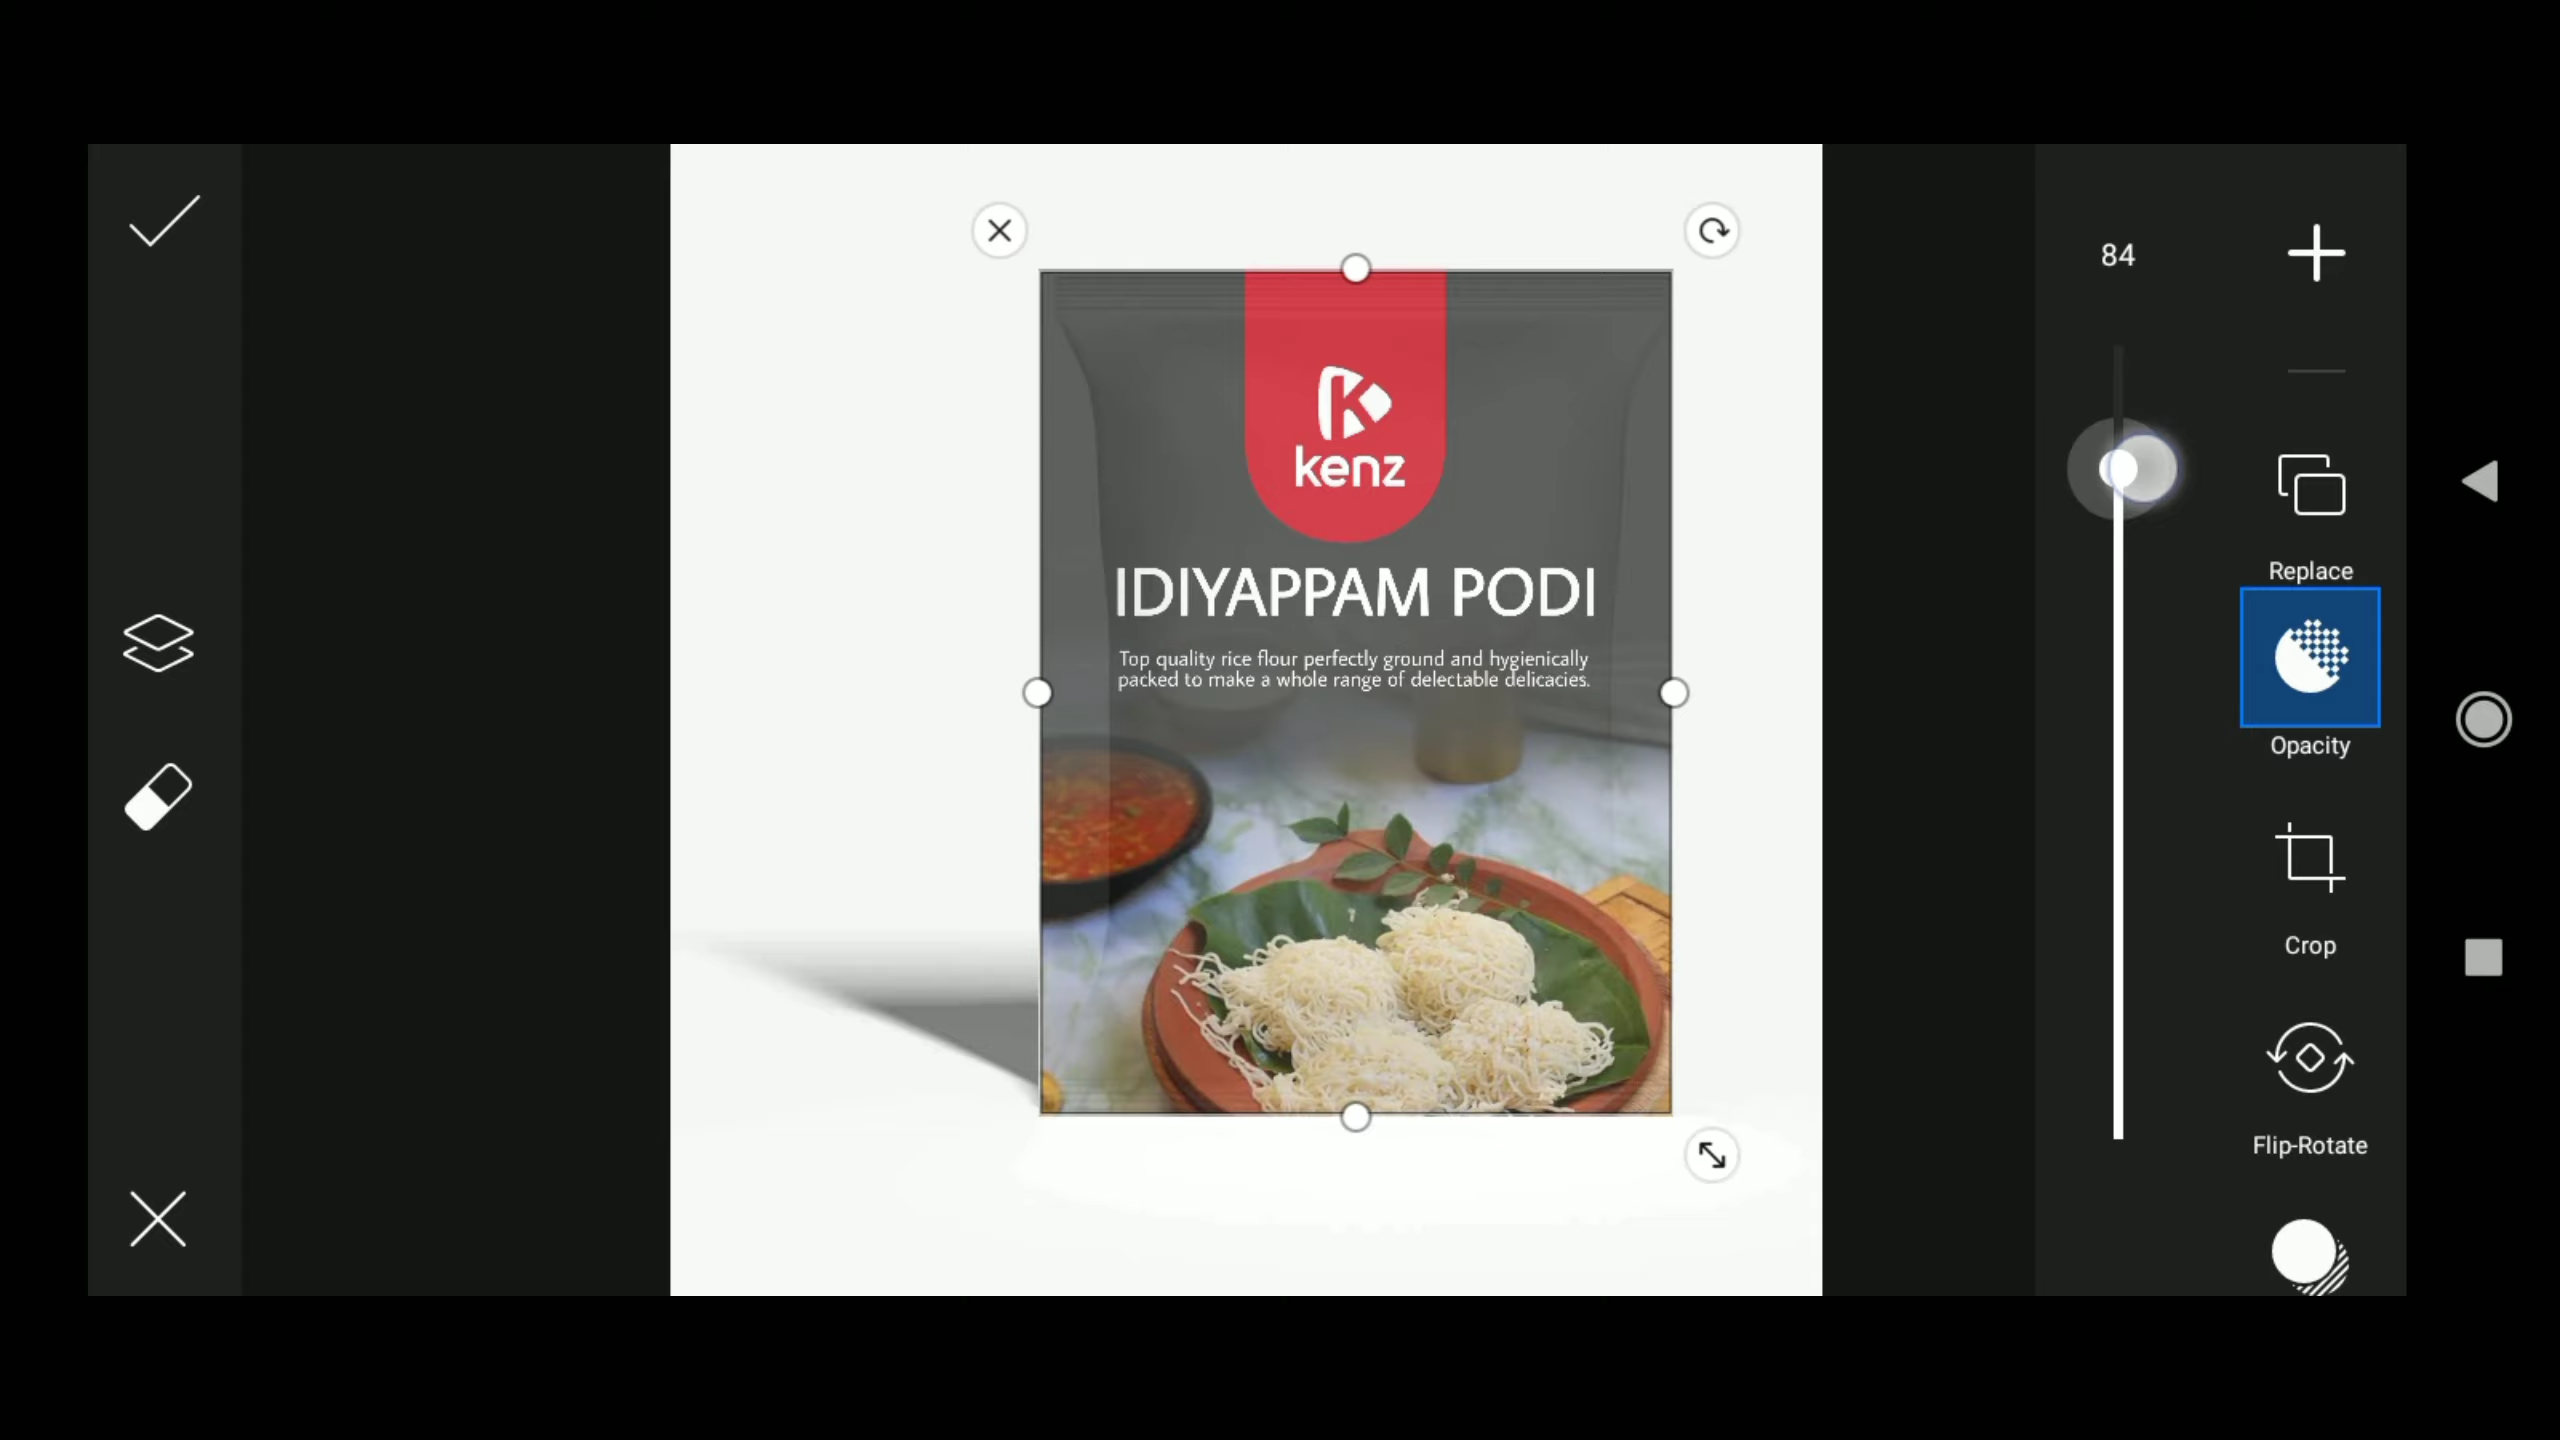 84
kenz
IDIYAPPAM PODI
Top quality rice flour perfectly ground and hygienically
packed to make a whole range of delectable delicacies.
Replace
Opacity
Crop
Flip-Rotate